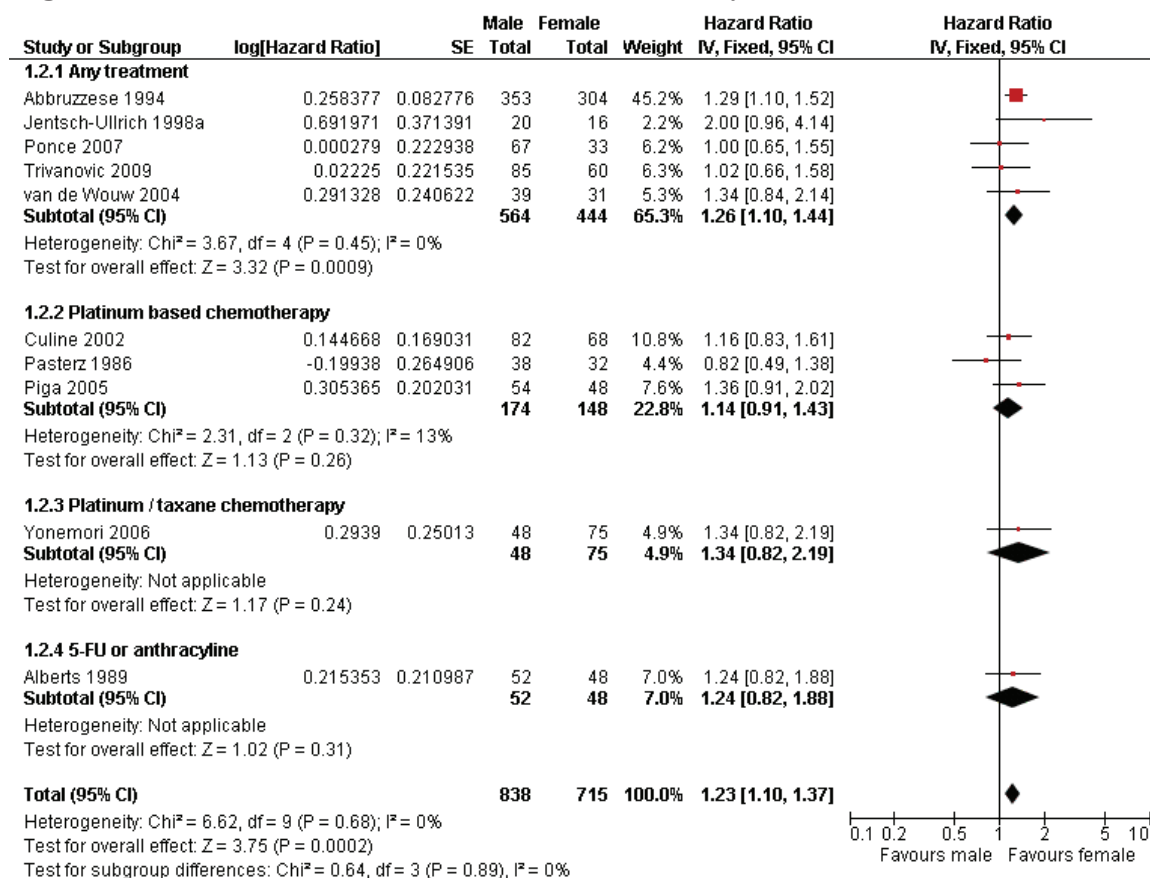 Male Female Hazard Ratio Hazard Ratio
Study or Subgroup log[Hazard Ratio] SE Total Total Weight IV, Fixed, 95% CI IV, Fixed, 95% CI
1.2.1 Any treatment
Abbruzzese 1994 0.258377 0.082776 353 304 45.2% 1.29 [1.10, 1.52]
Jentsch-Ullrich 1998a 0.691971 0.371391 20 16 2.2% 2.00 [0.96, 4.14]
Ponce 2007 0.000279 0.222938 67 33 6.2% 1.00 [0.65, 1.55]
Trivanovic 2009 0.02225 0.221535 85 60 6.3% 1.02 [0.66, 1.58]
van de Wouw 2004 0.291328 0.240622 39 31 5.3% 1.34 [0.84, 2.14]
Subtotal (95% CI) 564 444 65.3% 1.26 [1.10, 1.44]
Heterogeneity: Chi² = 3.67, df = 4 (P = 0.45); I² = 0%
Test for overall effect: Z = 3.32 (P = 0.0009)
1.2.2 Platinum based chemotherapy
Culine 2002 0.144668 0.169031 82 68 10.8% 1.16 [0.83, 1.61]
Pasterz 1986 -0.19938 0.264906 38 32 4.4% 0.82 [0.49, 1.38]
Piga 2005 0.305365 0.202031 54 48 7.6% 1.36 [0.91, 2.02]
Subtotal (95% CI) 174 148 22.8% 1.14 [0.91, 1.43]
Heterogeneity: Chi² = 2.31, df = 2 (P = 0.32); I² = 13%
Test for overall effect: Z = 1.13 (P = 0.26)
1.2.3 Platinum / taxane chemotherapy
Yonemori 2006 0.2939 0.25013 48 75 4.9% 1.34 [0.82, 2.19]
Subtotal (95% CI) 48 75 4.9% 1.34 [0.82, 2.19]
Heterogeneity: Not applicable
Test for overall effect: Z = 1.17 (P = 0.24)
1.2.4 5-FU or anthracyline
Alberts 1989 0.215353 0.210987 52 48 7.0% 1.24 [0.82, 1.88]
Subtotal (95% CI) 52 48 7.0% 1.24 [0.82, 1.88]
Heterogeneity: Not applicable
Test for overall effect: Z = 1.02 (P = 0.31)
Total (95% CI) 838 715 100.0% 1.23 [1.10, 1.37]
Heterogeneity: Chi² = 6.62, df = 9 (P = 0.68); I² = 0%
Test for overall effect: Z = 3.75 (P = 0.0002)
Test for subgroup differences: Chi² = 0.64, df = 3 (P = 0.89), I² = 0%
0.1 0.2 0.5 1 2 5 10
Favours male Favours female